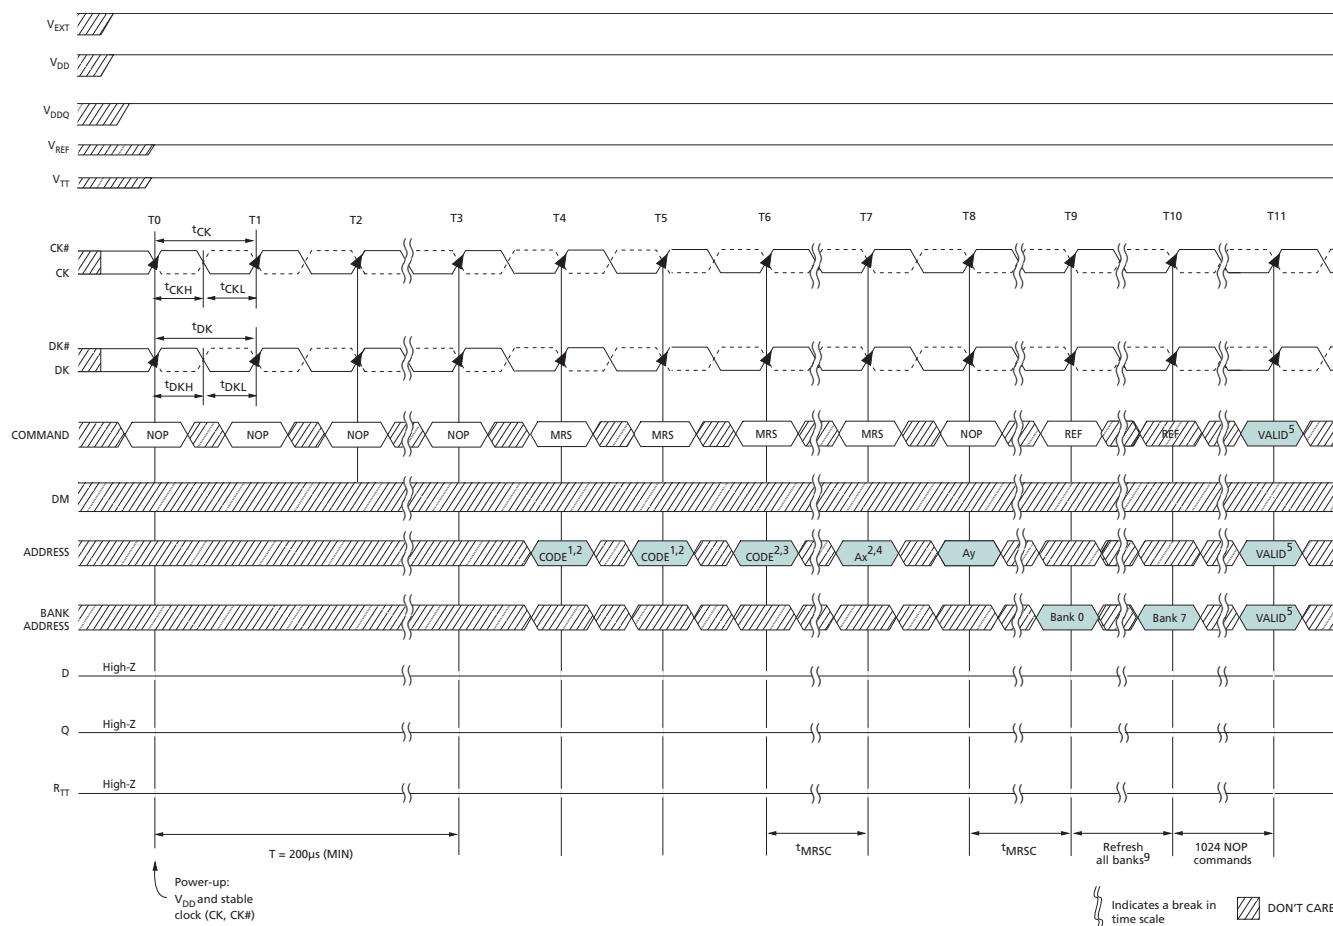 VEXT
VDD
VDDQ
VREF
VTT
T0 T1 T2 T3 T4 T5 T6 T7 T8 T9 T10 T11
tCK
CK#
CK
tCKH tCKL
tDK
DK#
DK
tDKH tDKL
COMMAND NOP NOP NOP NOP MRS MRS MRS MRS NOP REF REF VALID5
DM
ADDRESS CODE1,2 CODE1,2 CODE2,3 Ax2,4 Ay VALID5
BANK
ADDRESS Bank 0 Bank 7 VALID5
D High-Z
Q High-Z
RTT High-Z
T = 200µs (MIN)
tMRSC
tMRSC
Refresh
all banks9
1024 NOP
commands
Power-up:
VDD and stable
clock (CK, CK#)
Indicates a break in
time scale
DON'T CARE